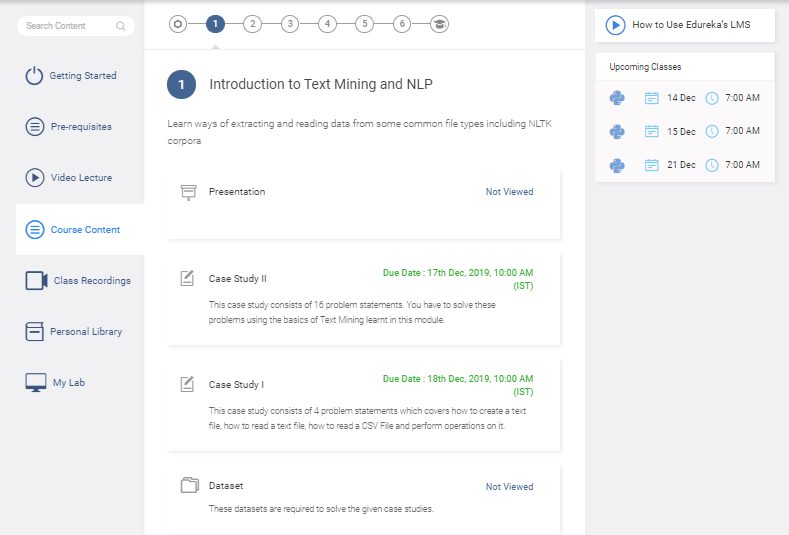 Search Content
Getting Started
Pre-requisites
Video Lecture
Course Content
Class Recordings
Personal Library
My Lab
1 2 3 4 5 6
1 Introduction to Text Mining and NLP
Learn ways of extracting and reading data from some common file types including NLTK
corpora
Presentation Not Viewed
Case Study II Due Date : 17th Dec, 2019, 10:00 AM
(IST)
This case study consists of 16 problem statements. You have to solve these
problems using the basics of Text Mining learnt in this module.
Case Study I Due Date : 18th Dec, 2019, 10:00 AM
(IST)
This case study consists of 4 problem statements which covers how to create a text
file, how to read a text file, how to read a CSV File and perform operations on it.
Dataset Not Viewed
These datasets are required to solve the given case studies.
How to Use Edureka's LMS
Upcoming Classes
14 Dec 7:00 AM
15 Dec 7:00 AM
21 Dec 7:00 AM